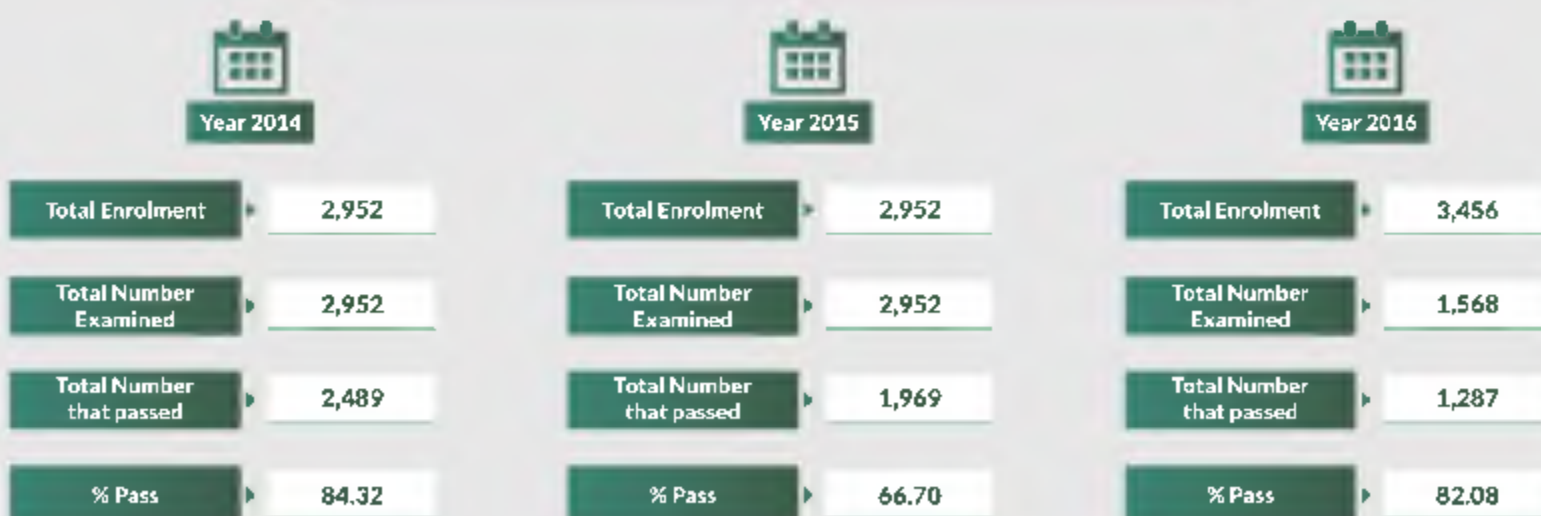 Year 2014
Total Enrolment
2,952
Total Number
Examined
2,952
Total Number
that passed
2,489
% Pass
84.32
Year 2015
Total Enrolment
2,952
Total Number
Examined
2,952
Total Number
that passed
1,969
% Pass
66.70
Year 2016
Total Enrolment
3,456
Total Number
Examined
1,568
Total Number
that passed
1,287
% Pass
82.08